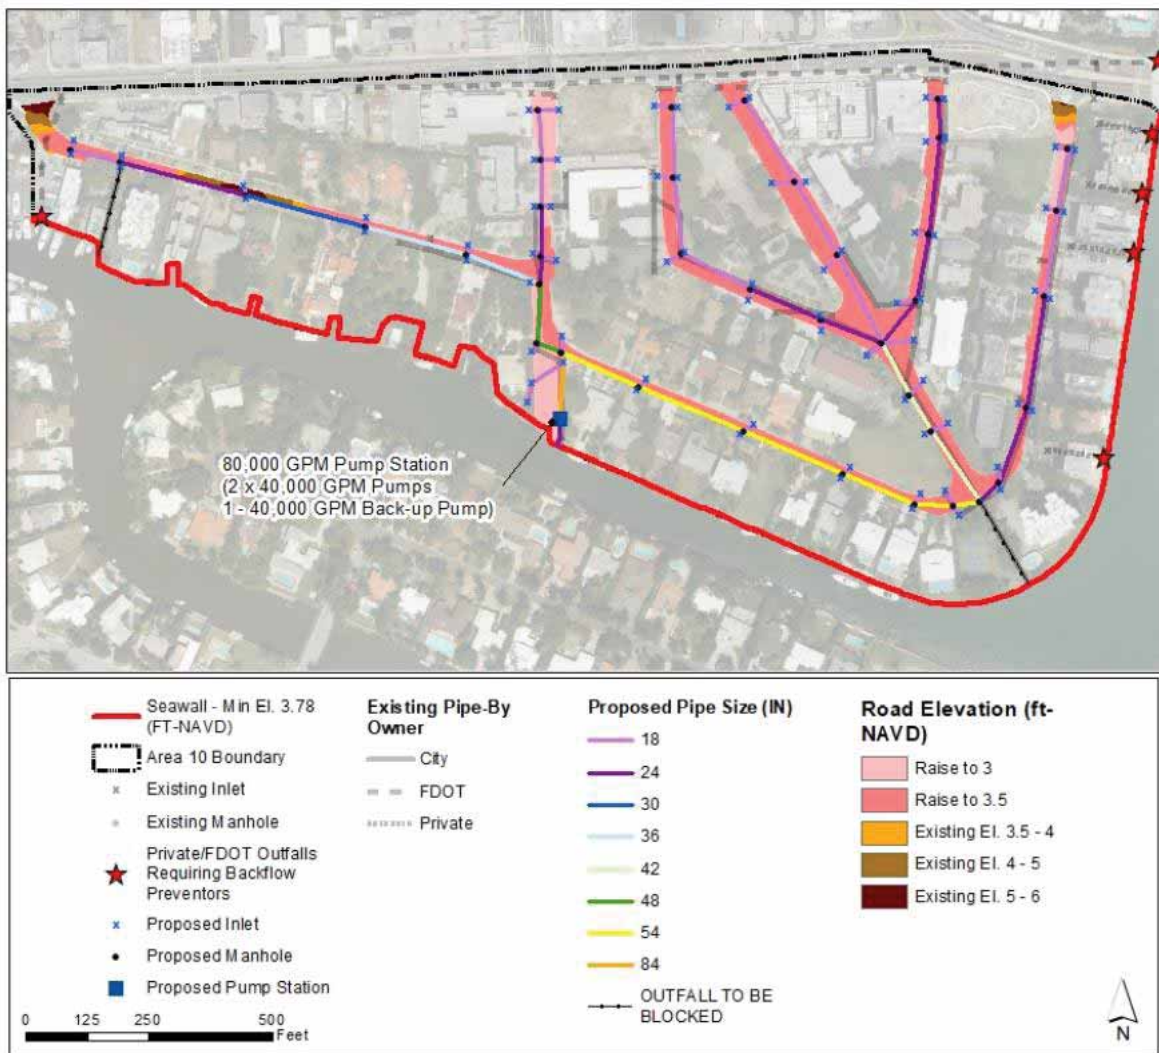 80,000 GPM Pump Station
(2 x 40,000 GPM Pumps
1 - 40,000 GPM Back-up Pump)
Seawall - Min El. 3.78
(FT-NAVD)
Area 10 Boundary
Existing Inlet
Existing Manhole
Private/FDOT Outfalls
Requiring Backflow
Preventors
Proposed Inlet
Proposed Manhole
Proposed Pump Station
0 125 250 500
Feet
Existing Pipe-By
Owner
City
FDOT
Private
Proposed Pipe Size (IN)
18
24
30
36
42
48
54
84
OUTFALL TO BE
BLOCKED
Road Elevation (ft-
NAVD)
Raise to 3
Raise to 3.5
Existing El. 3.5 - 4
Existing El. 4 - 5
Existing El. 5 - 6
N